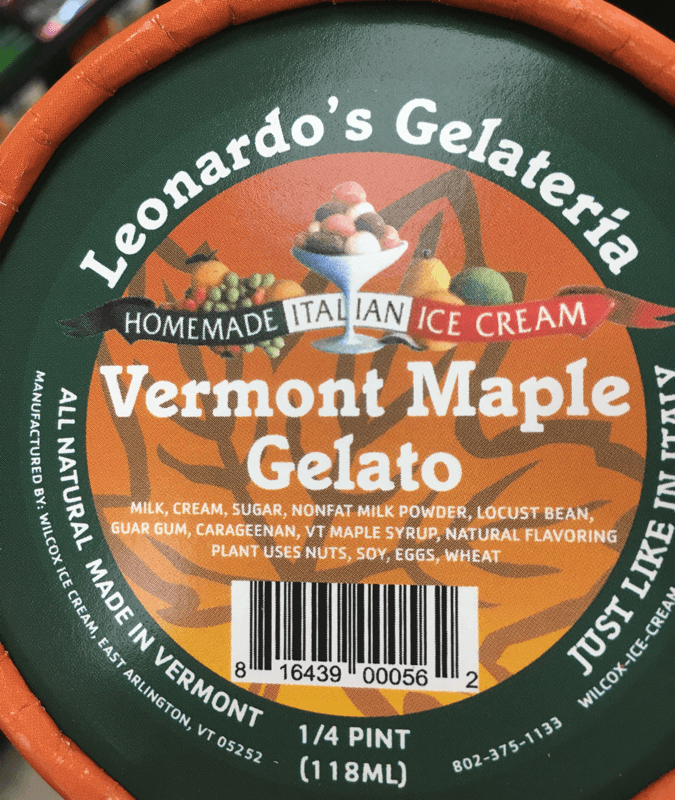 Leonardo's Gelatería
HOMEMADE ITALIAN ICE CREAM
Vermont Maple
Gelato
MILK, CREAM, SUGAR, NONFAT MILK POWDER, LOCUST BEAN,
GUAR GUM, CARAGEENAN, VT MAPLE SYRUP, NATURAL FLAVORING
PLANT USES NUTS, SOY, EGGS, WHEAT
8 16439 00056 2
ALL NATURAL MADE IN VERMONT
MANUFACTURED BY: WILCOX ICE CREAM, EAST ARLINGTON, VT 05252
1/4 PINT
(118ML)
JUST LIKE IN ITALY
802-375-1133
WILCOX-ICE-CREAM